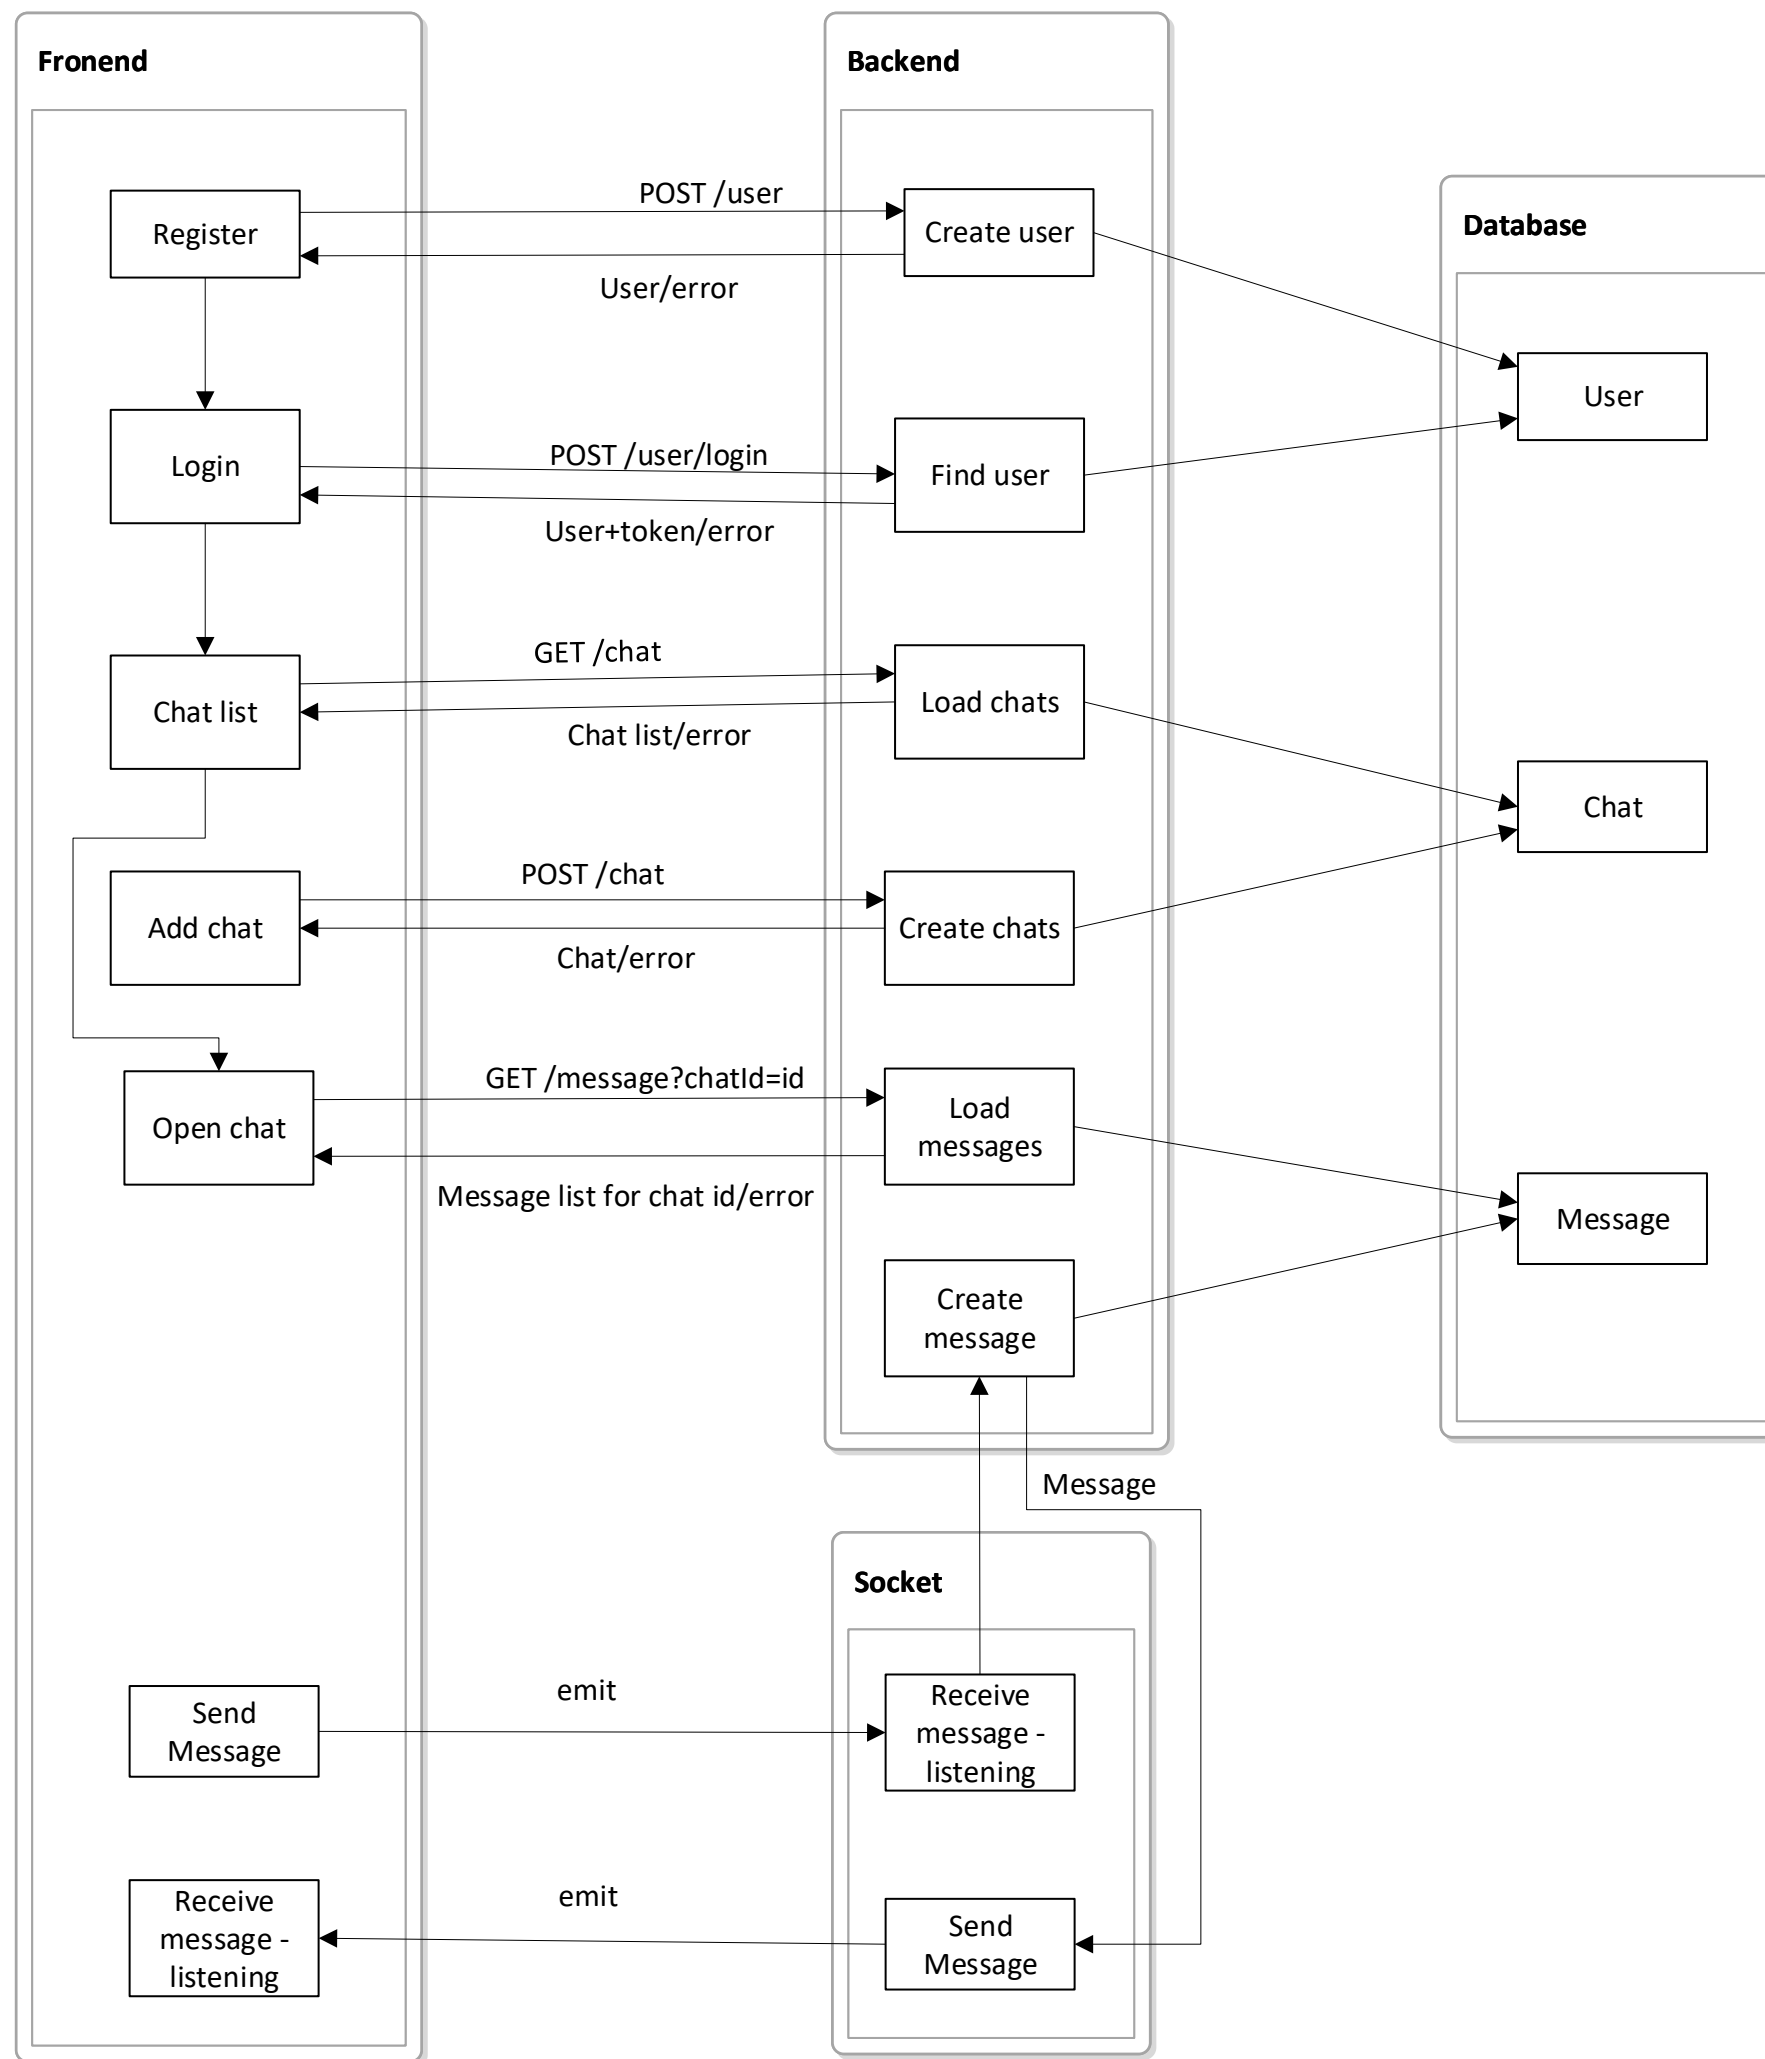 Fronend
Backend
Database
Register
POST /user
Create user
User/error
User
Login
POST /user/login
Find user
User+token/error
Chat list
GET /chat
Load chats
Chat list/error
Chat
Add chat
POST /chat
Create chats
Chat/error
Open chat
GET /message?chatId=id
Load
messages
Message list for chat id/error
Message
Create
message
Message
Socket
Send
Message
emit
Receive
message -
listening
Receive
message -
listening
emit
Send
Message